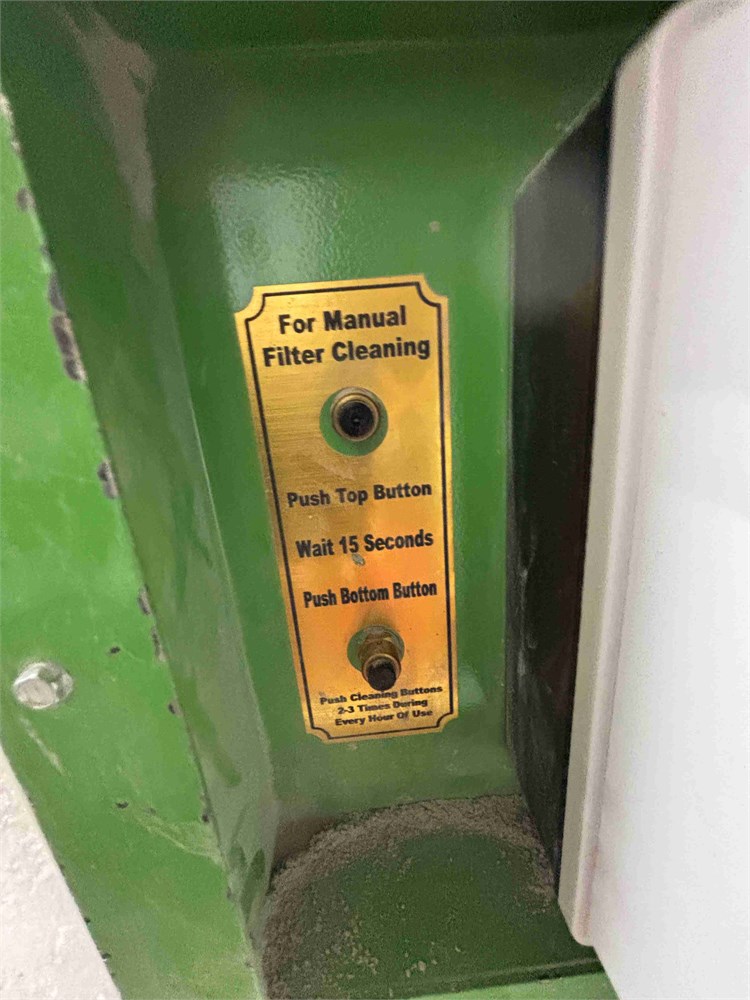 For Manual
Filter Cleaning
Push Top Button
Wait 15 Seconds
Push Bottom Button
Push Cleaning Buttons
2-3 Times During
Every Hour Of Use